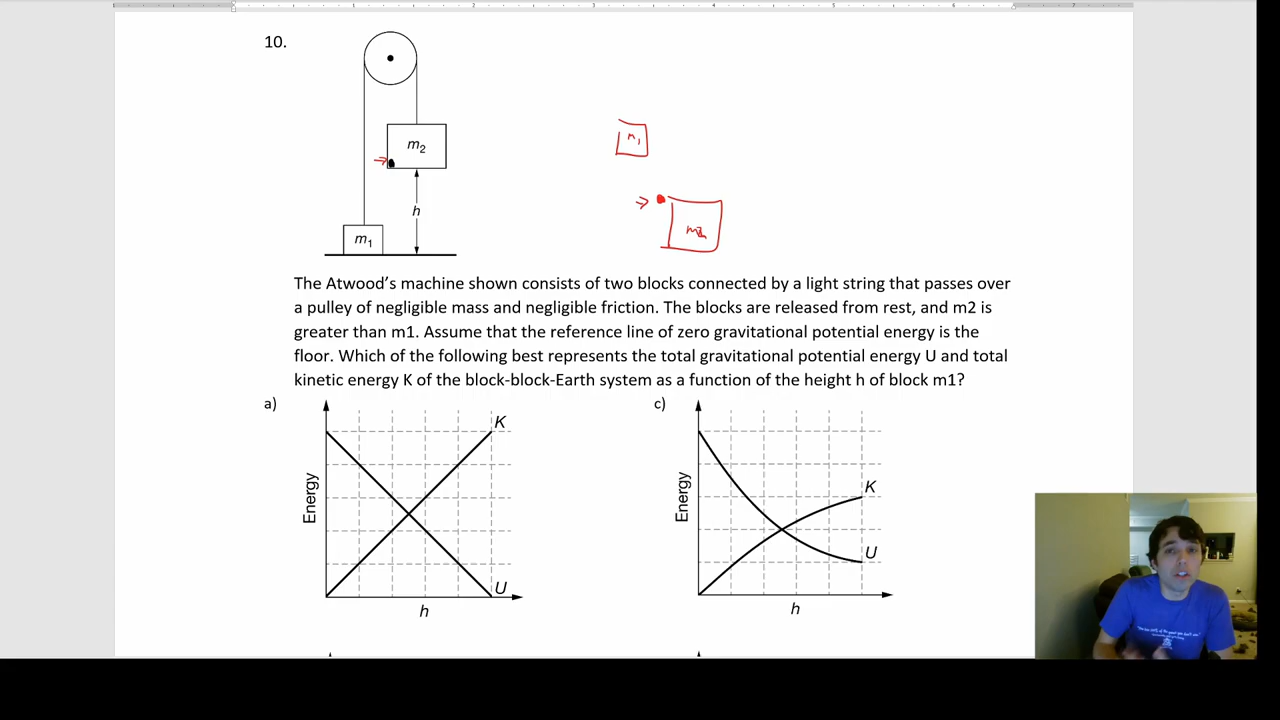 10.
m2
h
m1
m1
m2
The Atwood's machine shown consists of two blocks connected by a light string that passes over
a pulley of negligible mass and negligible friction. The blocks are released from rest, and m2 is
greater than m1. Assume that the reference line of zero gravitational potential energy is the
floor. Which of the following best represents the total gravitational potential energy U and total
kinetic energy K of the block-block-Earth system as a function of the height h of block m1?
a)
K
Energy
U
h
c)
K
Energy
U
h